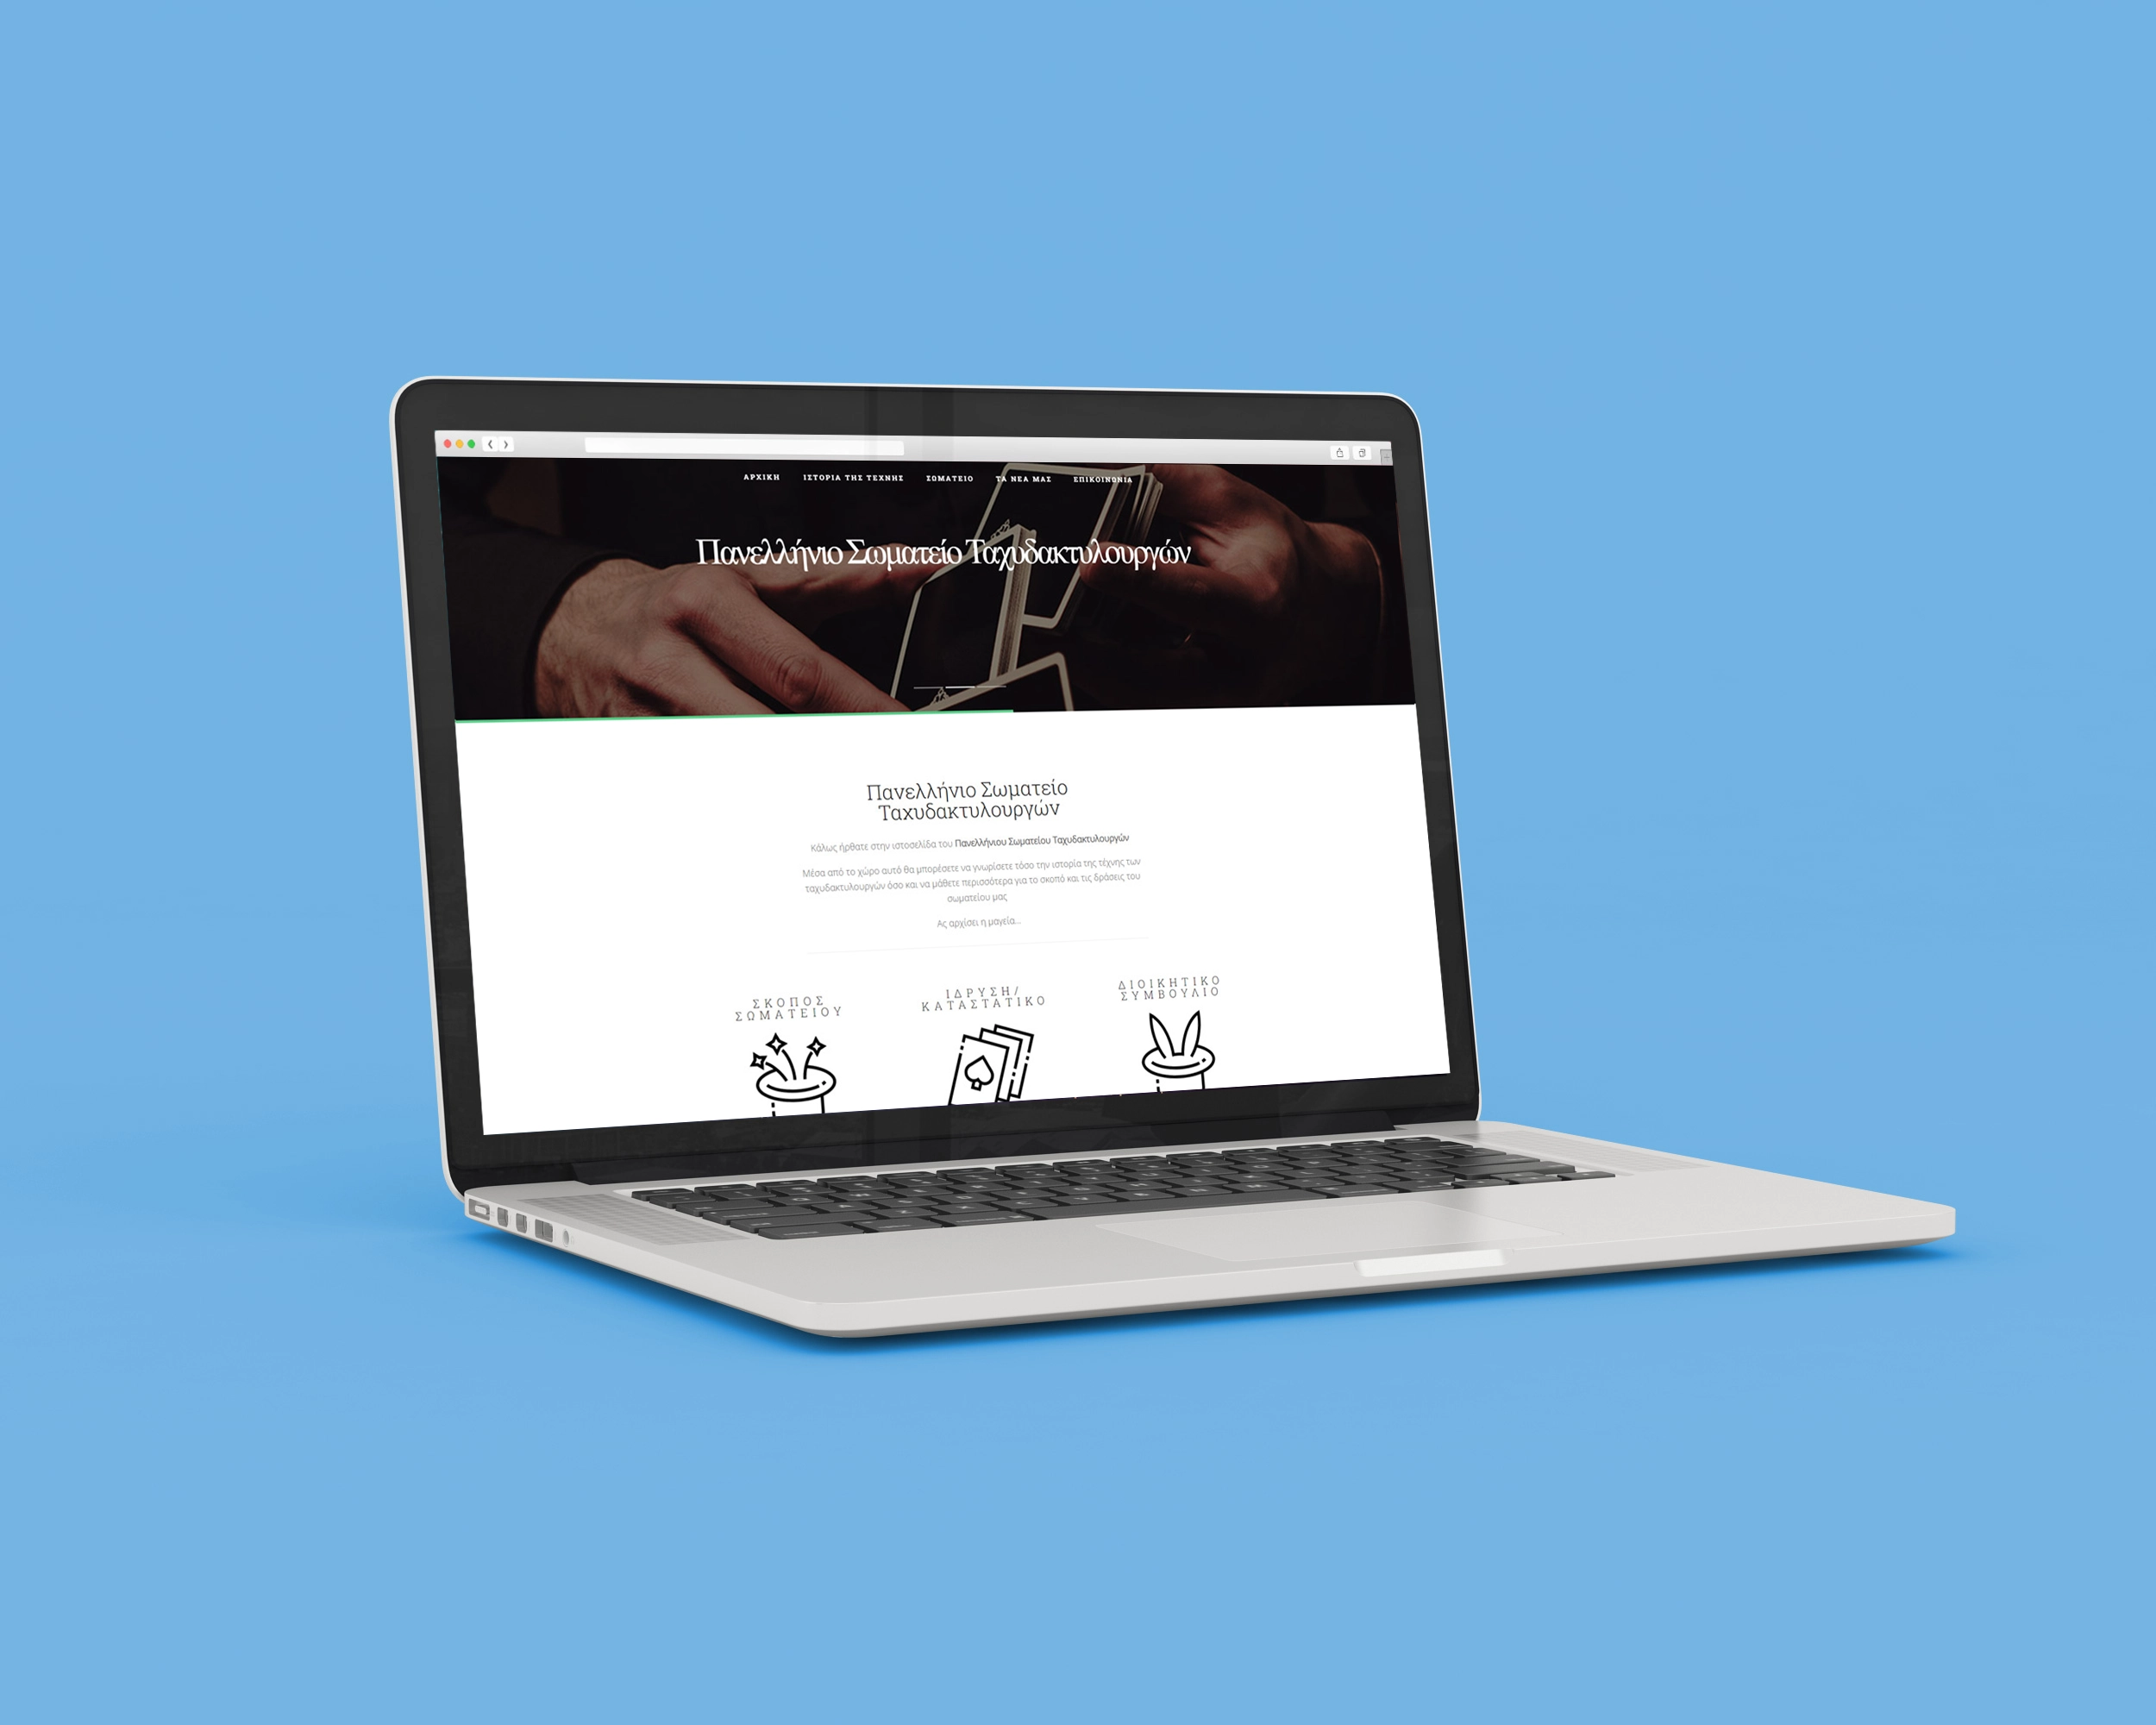 ΑΡΧΙΚΗ ΙΣΤΟΡΙΑ ΤΗΣ ΤΕΧΝΗΣ ΣΩΜΑΤΕΙΟ ΤΑ ΝΕΑ ΜΑΣ ΕΠΙΚΟΙΝΩΝΙΑ
Πανελλήνιο Σωματείο Ταχυδακτυλουργών
Πανελλήνιο Σωματείο
Ταχυδακτυλουργών
Κάλως ήρθατε στην ιστοσελίδα του Πανελλήνιου Σωματείου Ταχυδακτυλουργών
Μέσα από το χώρο αυτό θα μπορέσετε να γνωρίσετε τόσο την ιστορία της τέχνης των
ταχυδακτυλουργών όσο και να μάθετε περισσότερα για το σκοπό και τις δράσεις του
σωματείου μας
Ας αρχίσει η μαγεία...
ΣΚΟΠΟΣ
ΣΩΜΑΤΕΙΟΥ
ΙΔΡΥΣΗ/
ΚΑΤΑΣΤΑΤΙΚΟ
ΔΙΟΙΚΗΤΙΚΟ
ΣΥΜΒΟΥΛΙΟ